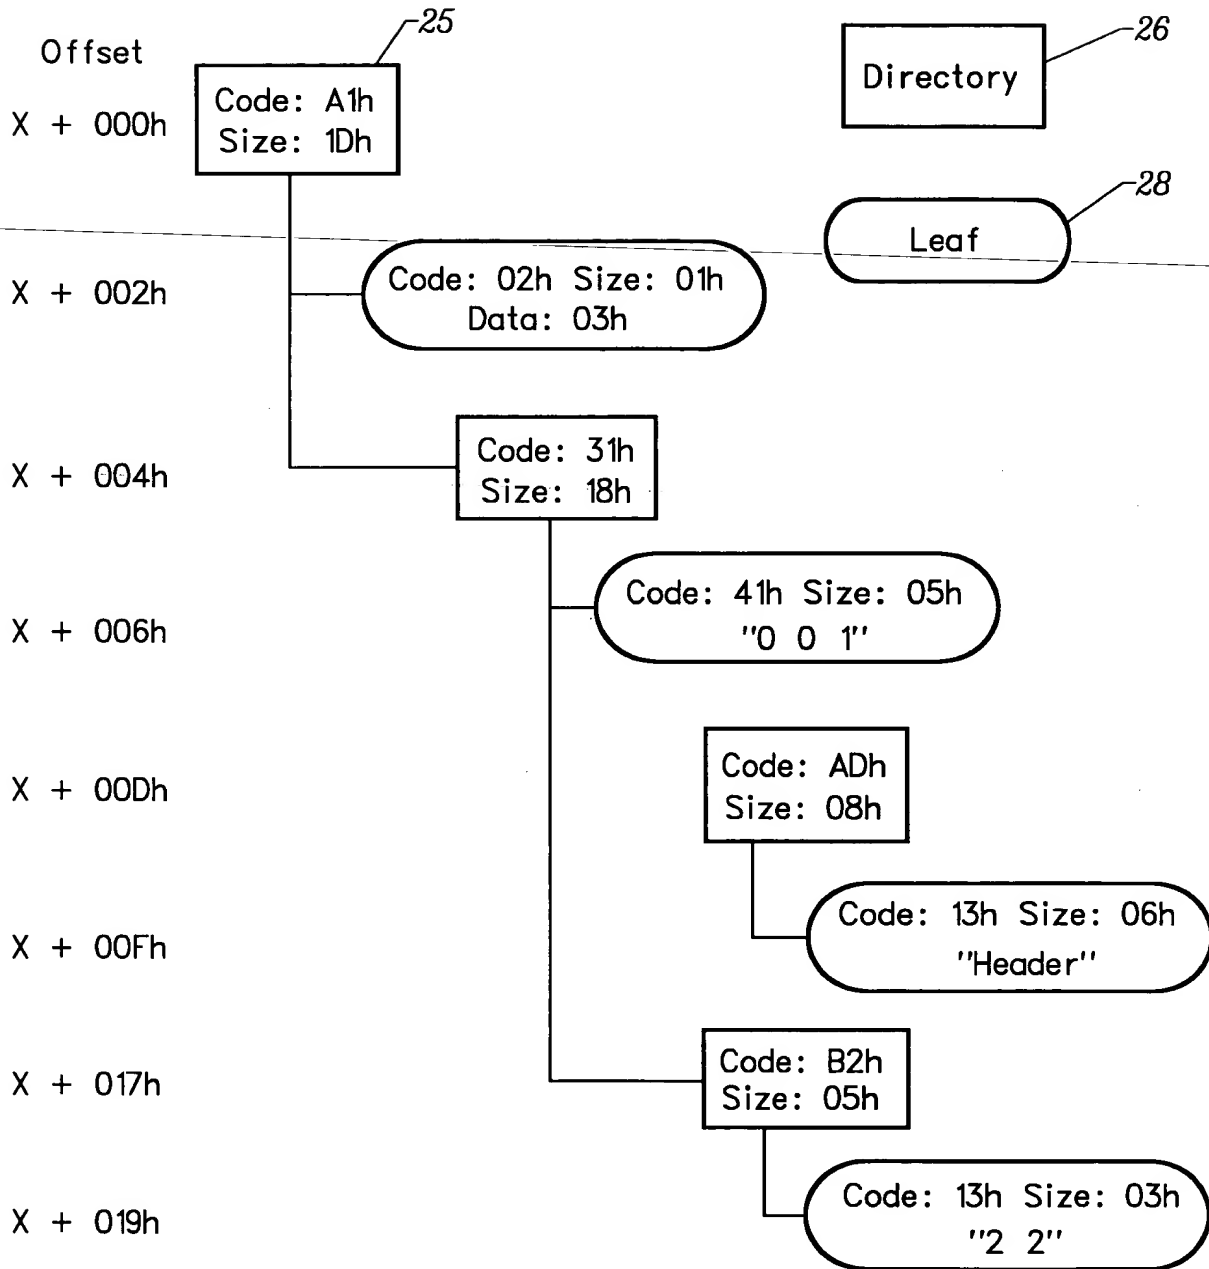 25
26
Offset
Directory
Code: A1h
X + 000h
Size: 1Dh
28
Leaf
X + 002h
Code: 02h Size: 01h
Data: 03h
Code: 31h
X + 004h
Size: 18h
Code: 41h Size: 05h
X + 006h
"0 0 1"
Code: ADh
X + 00Dh
Size: 08h
Code: 13h Size: 06h
X + 00Fh
"Header"
Code: B2h
X + 017h
Size: 05h
Code: 13h Size: 03h
X + 019h
"2 2"